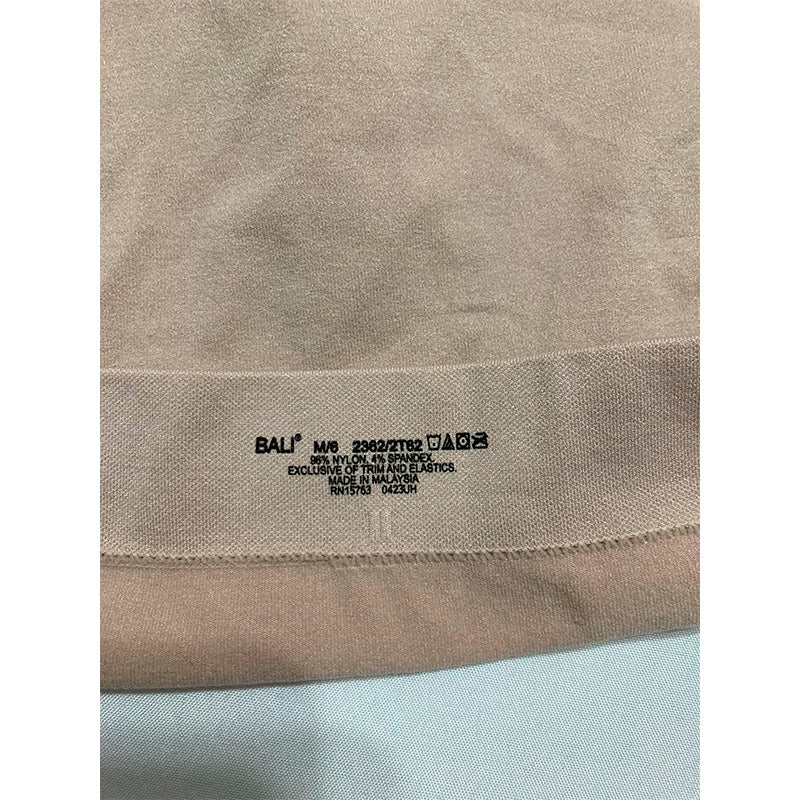 BALI® M/6 2362/2T62
96% NYLON, 4% SPANDEX.
EXCLUSIVE OF TRIM AND ELASTICS.
MADE IN MALAYSIA
RN15763 0423UH